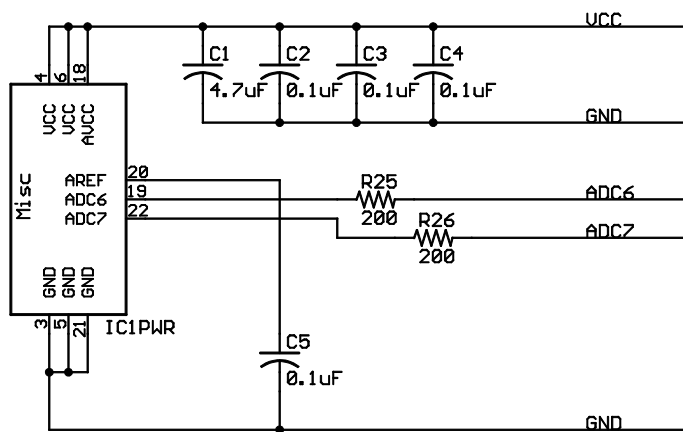 VCC
C1 C2 C3 C4
4.7uF 0.1uF 0.1uF 0.1uF
4 6 18
VCC VCC AVCC
GND
Misc
AREF 20
ADC6 19
ADC7 22
R25
200
ADC6
R26
200
ADC7
GND GND GND
3 5 21
IC1PWR
C5
0.1uF
GND